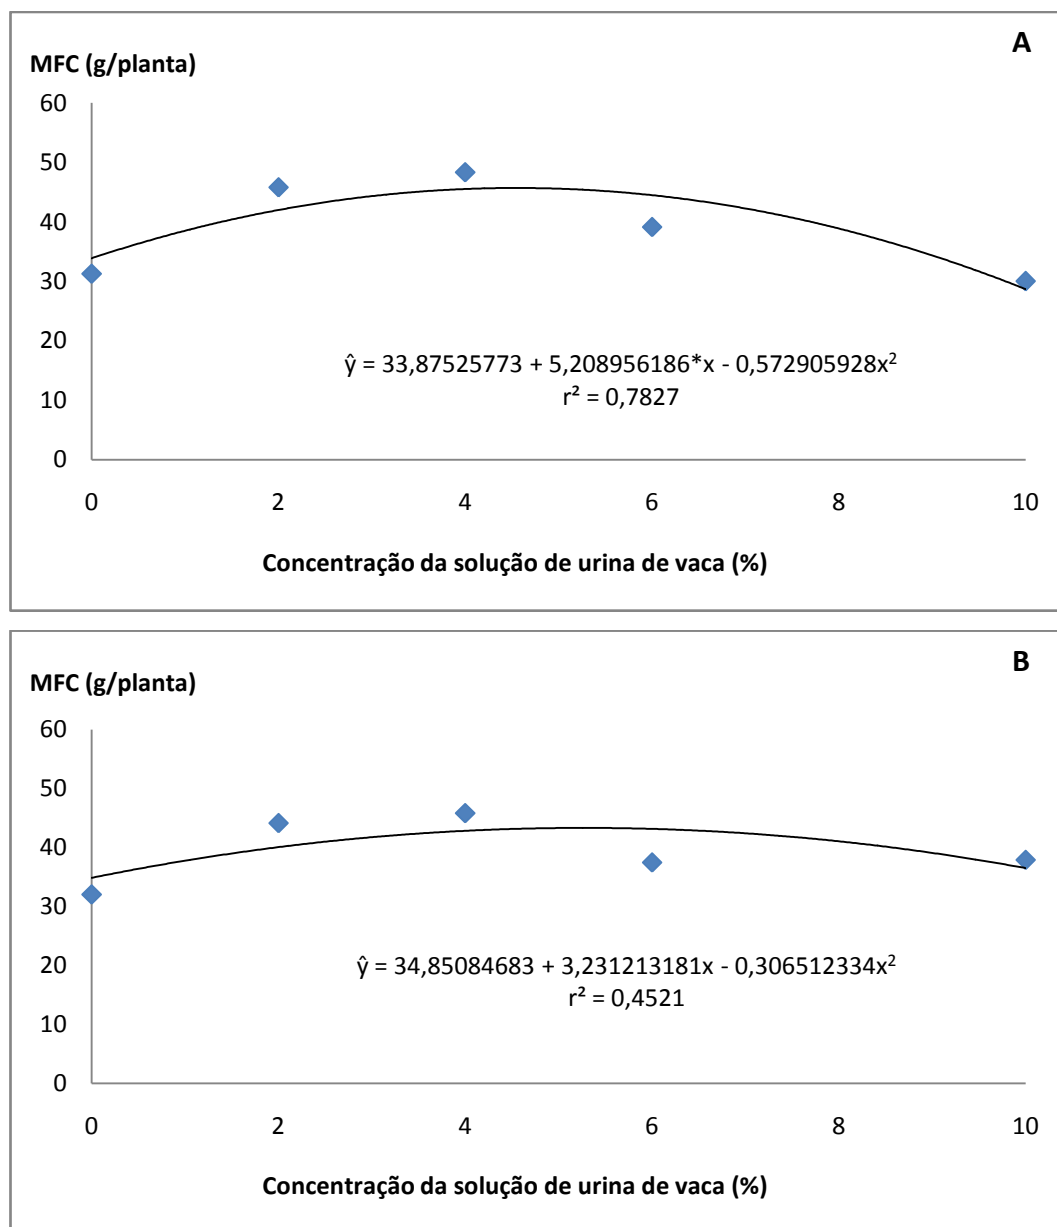 A
MFC (g/planta)
60
50
40
30
20
10
0
ŷ = 33,87525773 + 5,208956186*x - 0,572905928x²
r² = 0,7827
0 2 4 6 8 10
Concentração da solução de urina de vaca (%)
B
MFC (g/planta)
60
50
40
30
20
10
0
ŷ = 34,85084683 + 3,231213181x - 0,306512334x²
r² = 0,4521
0 2 4 6 8 10
Concentração da solução de urina de vaca (%)